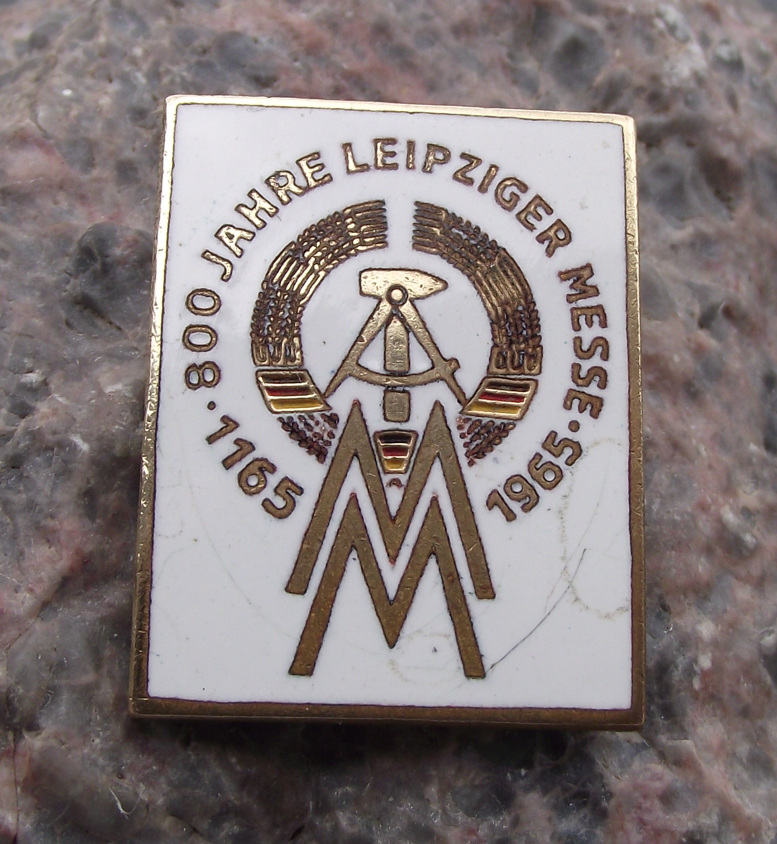 800 JAHRE LEIPZIGER MESSE
· 1165
1965 ·
M
M